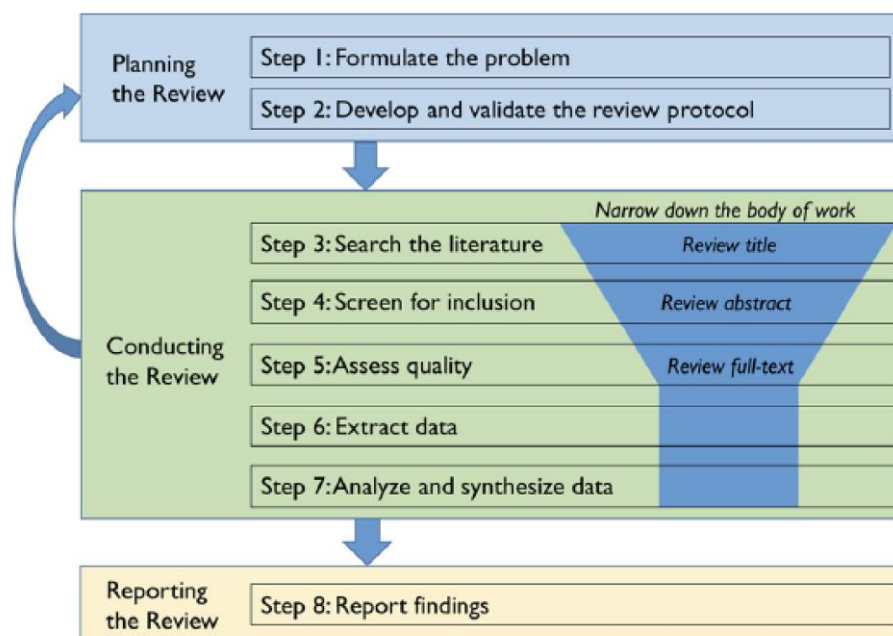 Planning
the Review
Step 1: Formulate the problem
Step 2: Develop and validate the review protocol
Narrow down the body of work
Conducting
the Review
Step 3: Search the literature
Review title
Step 4: Screen for inclusion
Review abstract
Step 5: Assess quality
Review full-text
Step 6: Extract data
Step 7: Analyze and synthesize data
Reporting
the Review
Step 8: Report findings